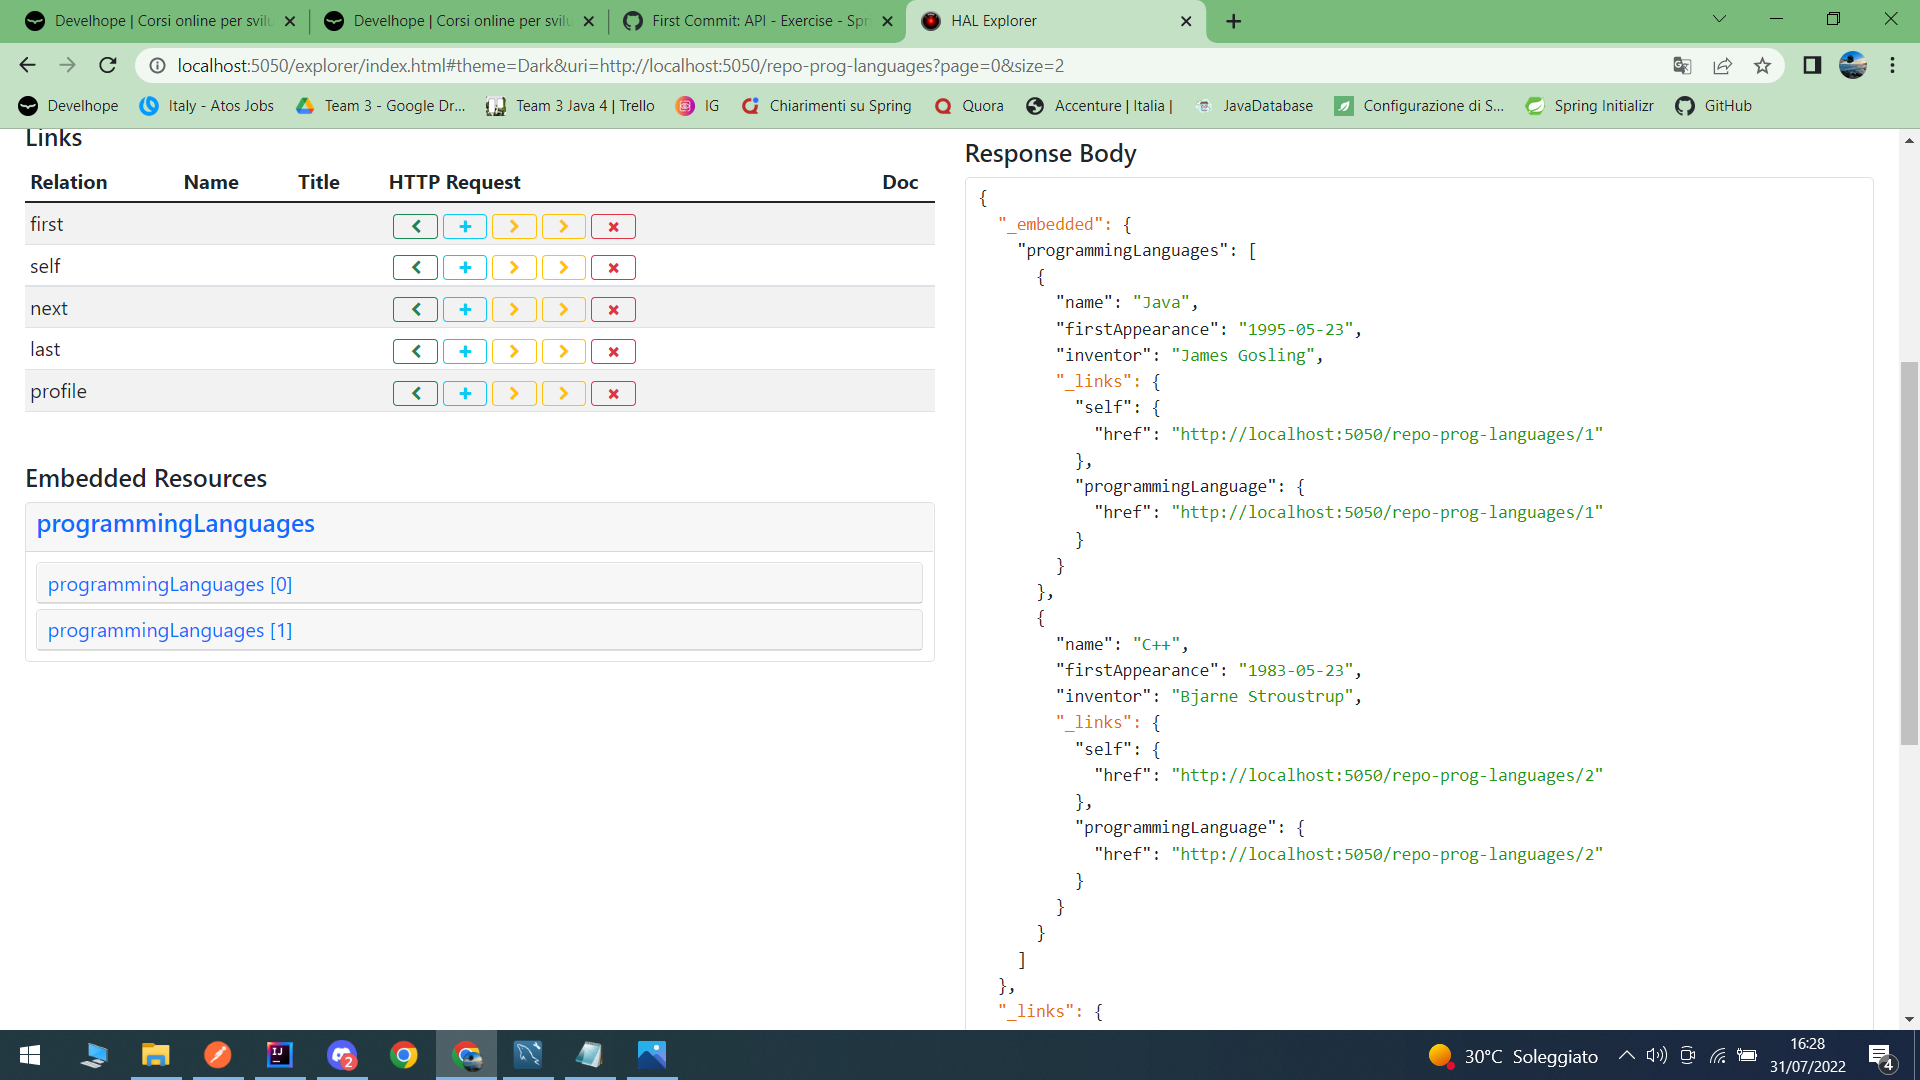 Develhope | Corsi online per svilu
Develhope | Corsi online per svilu
First Commit: API - Exercise - Spri
HAL Explorer
localhost:5050/explorer/index.html#theme=Dark&uri=http://localhost:5050/repo-prog-languages?page=0&size=2
Develhope
Italy - Atos Jobs
Team 3 - Google Dr...
Team 3 Java 4 | Trello
IG
Chiarimenti su Spring
Quora
Accenture | Italia |
JavaDatabase
Configurazione di S...
Spring Initializr
GitHub
Links
Relation Name Title HTTP Request Doc
first
self
next
last
profile
Embedded Resources
programmingLanguages
programmingLanguages [0]
programmingLanguages [1]
Response Body
{
"_embedded": {
"programmingLanguages": [
{
"name": "Java",
"firstAppearance": "1995-05-23",
"inventor": "James Gosling",
"_links": {
"self": {
"href": "http://localhost:5050/repo-prog-languages/1"
},
"programmingLanguage": {
"href": "http://localhost:5050/repo-prog-languages/1"
}
}
},
{
"name": "C++",
"firstAppearance": "1983-05-23",
"inventor": "Bjarne Stroustrup",
"_links": {
"self": {
"href": "http://localhost:5050/repo-prog-languages/2"
},
"programmingLanguage": {
"href": "http://localhost:5050/repo-prog-languages/2"
}
}
}
]
},
"_links": {
IJ
2
30°C Soleggiato
16:28
31/07/2022
4